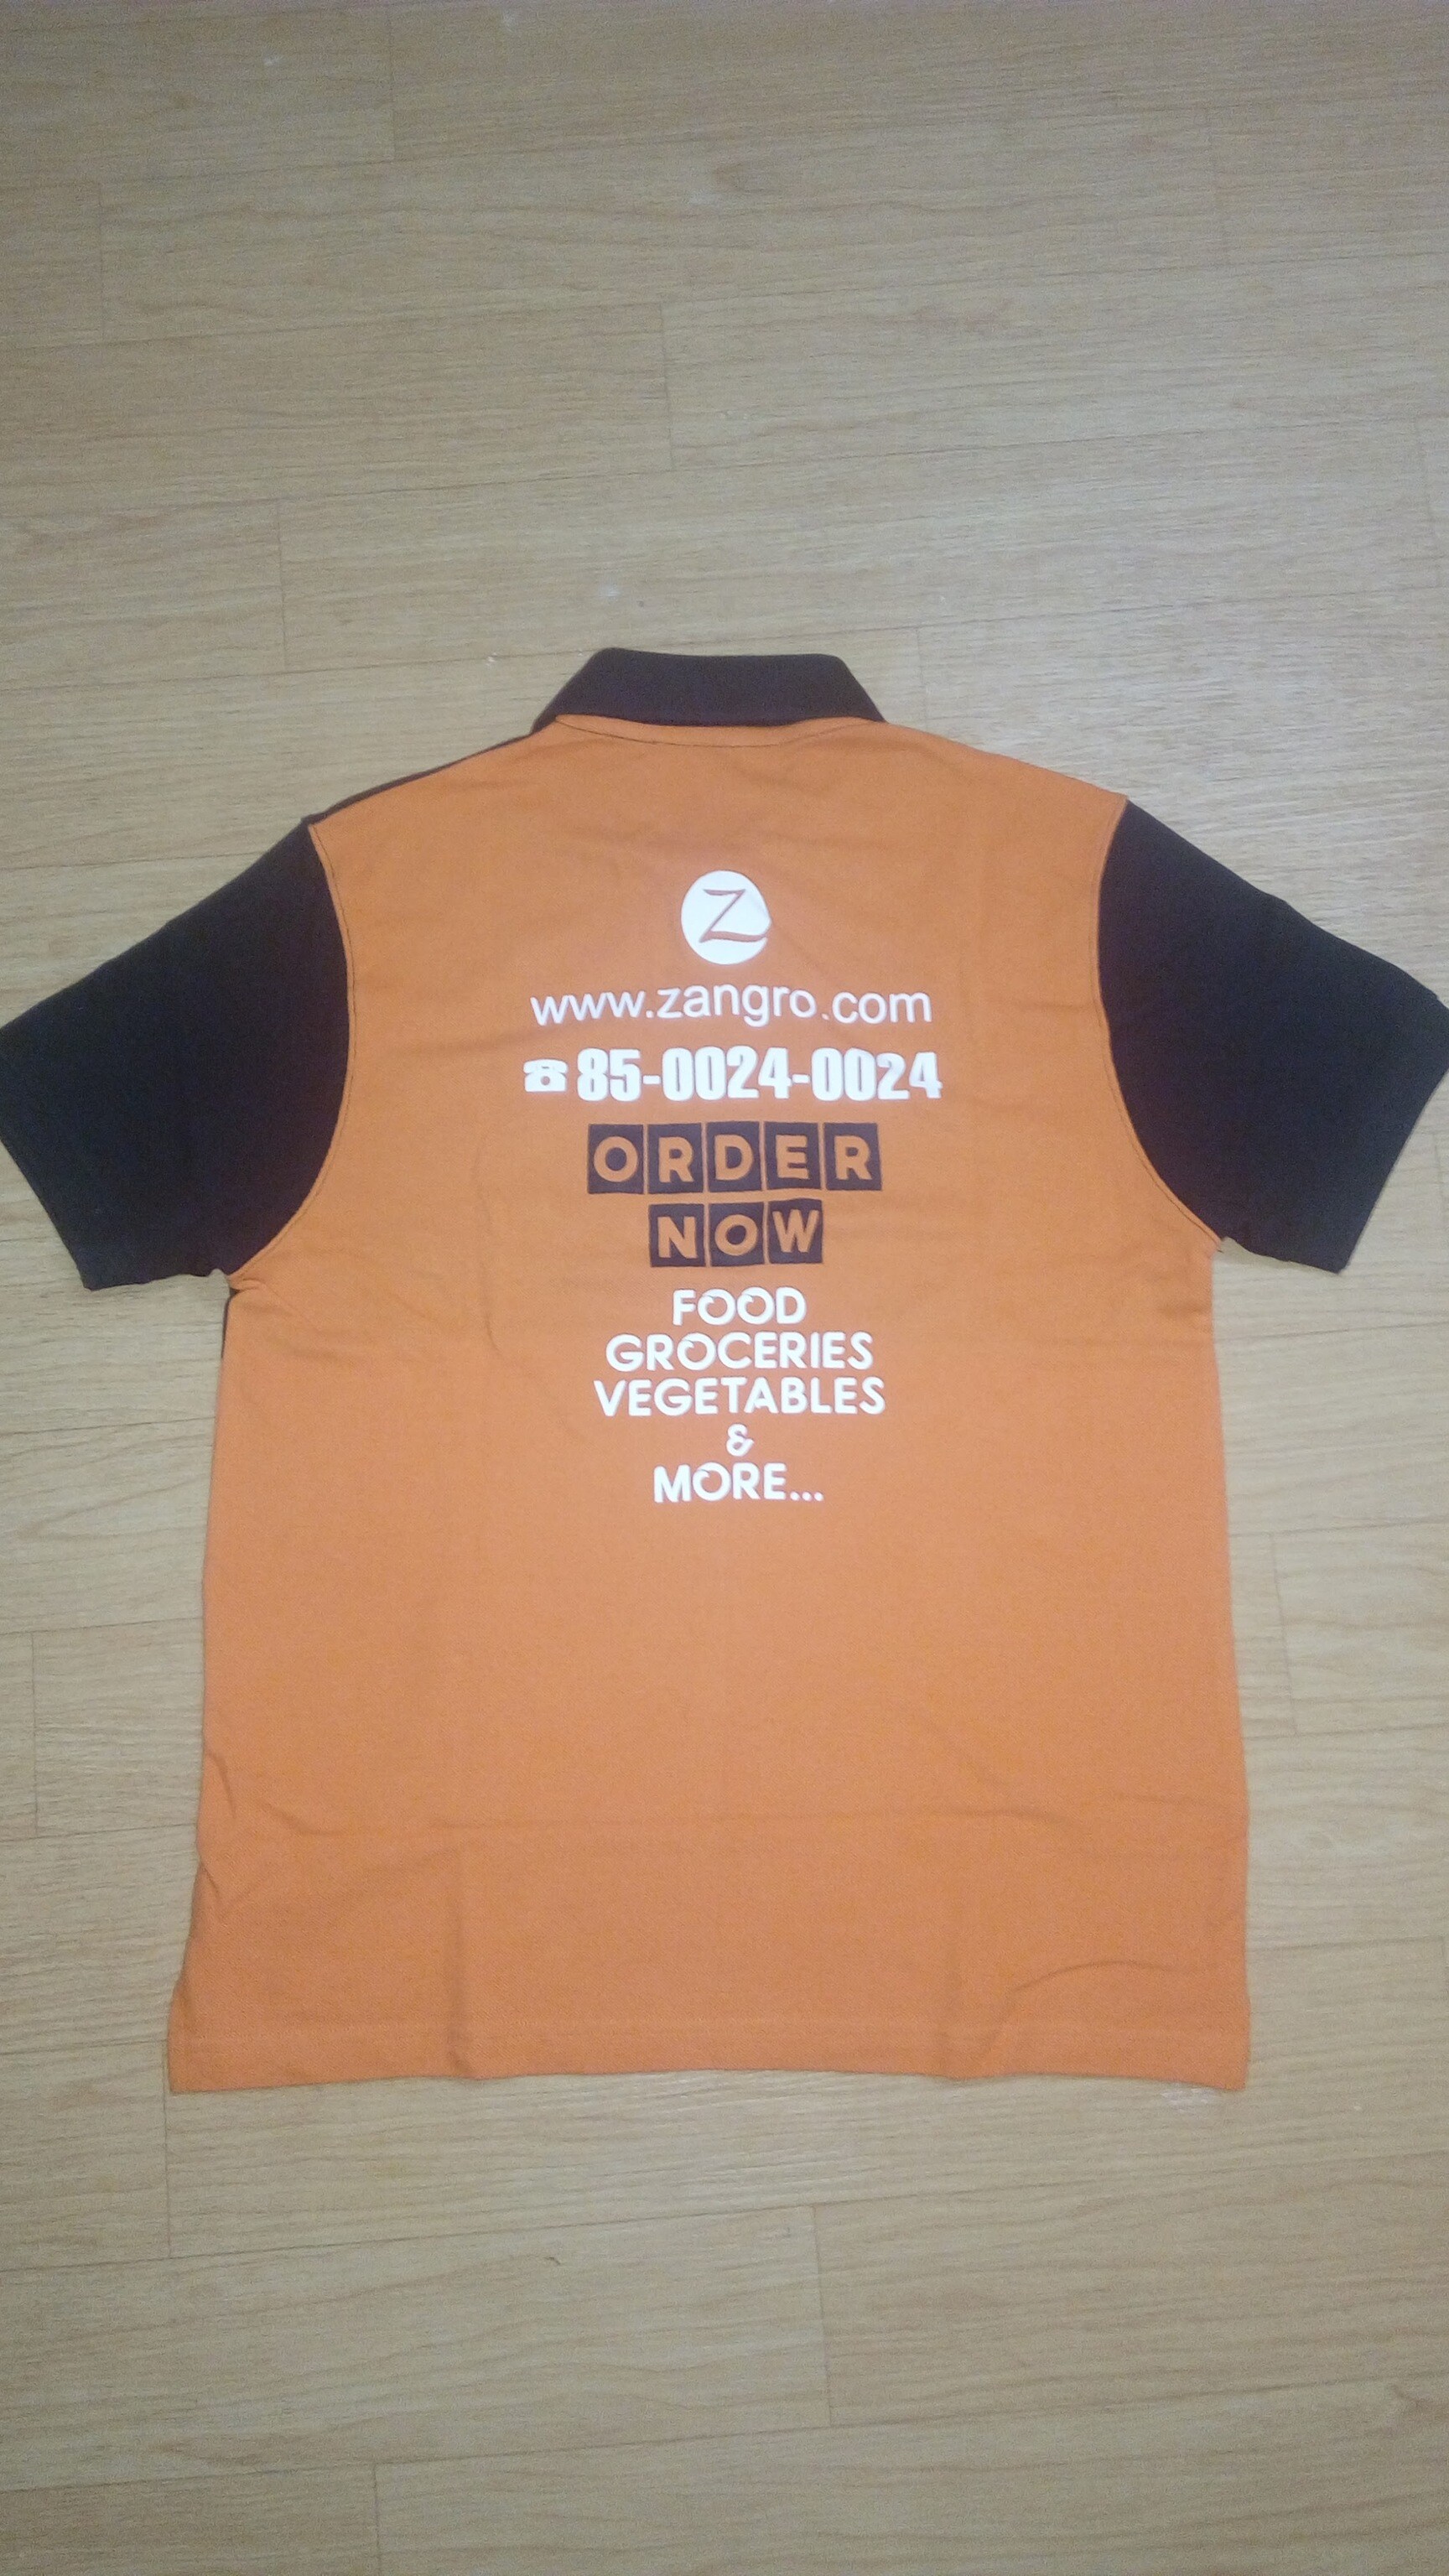 Z
www.zangro.com
☎85-0024-0024
ORDER
NOW
FOOD
GROCERIES
VEGETABLES
&
MORE...